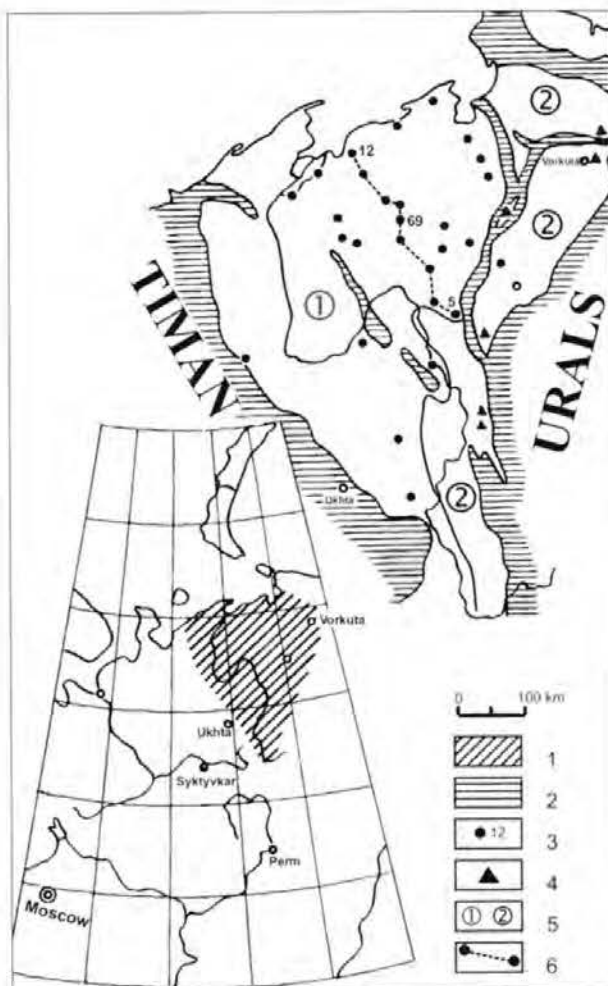 ②
12
Vorkuta
69
②
TIMAN
①
5
URALS
Ukhta
②
Vorkuta
Ukhta
Syktyvkar
Perm
Moscow
0 100 km
1
2
12 3
4
① ② 5
6